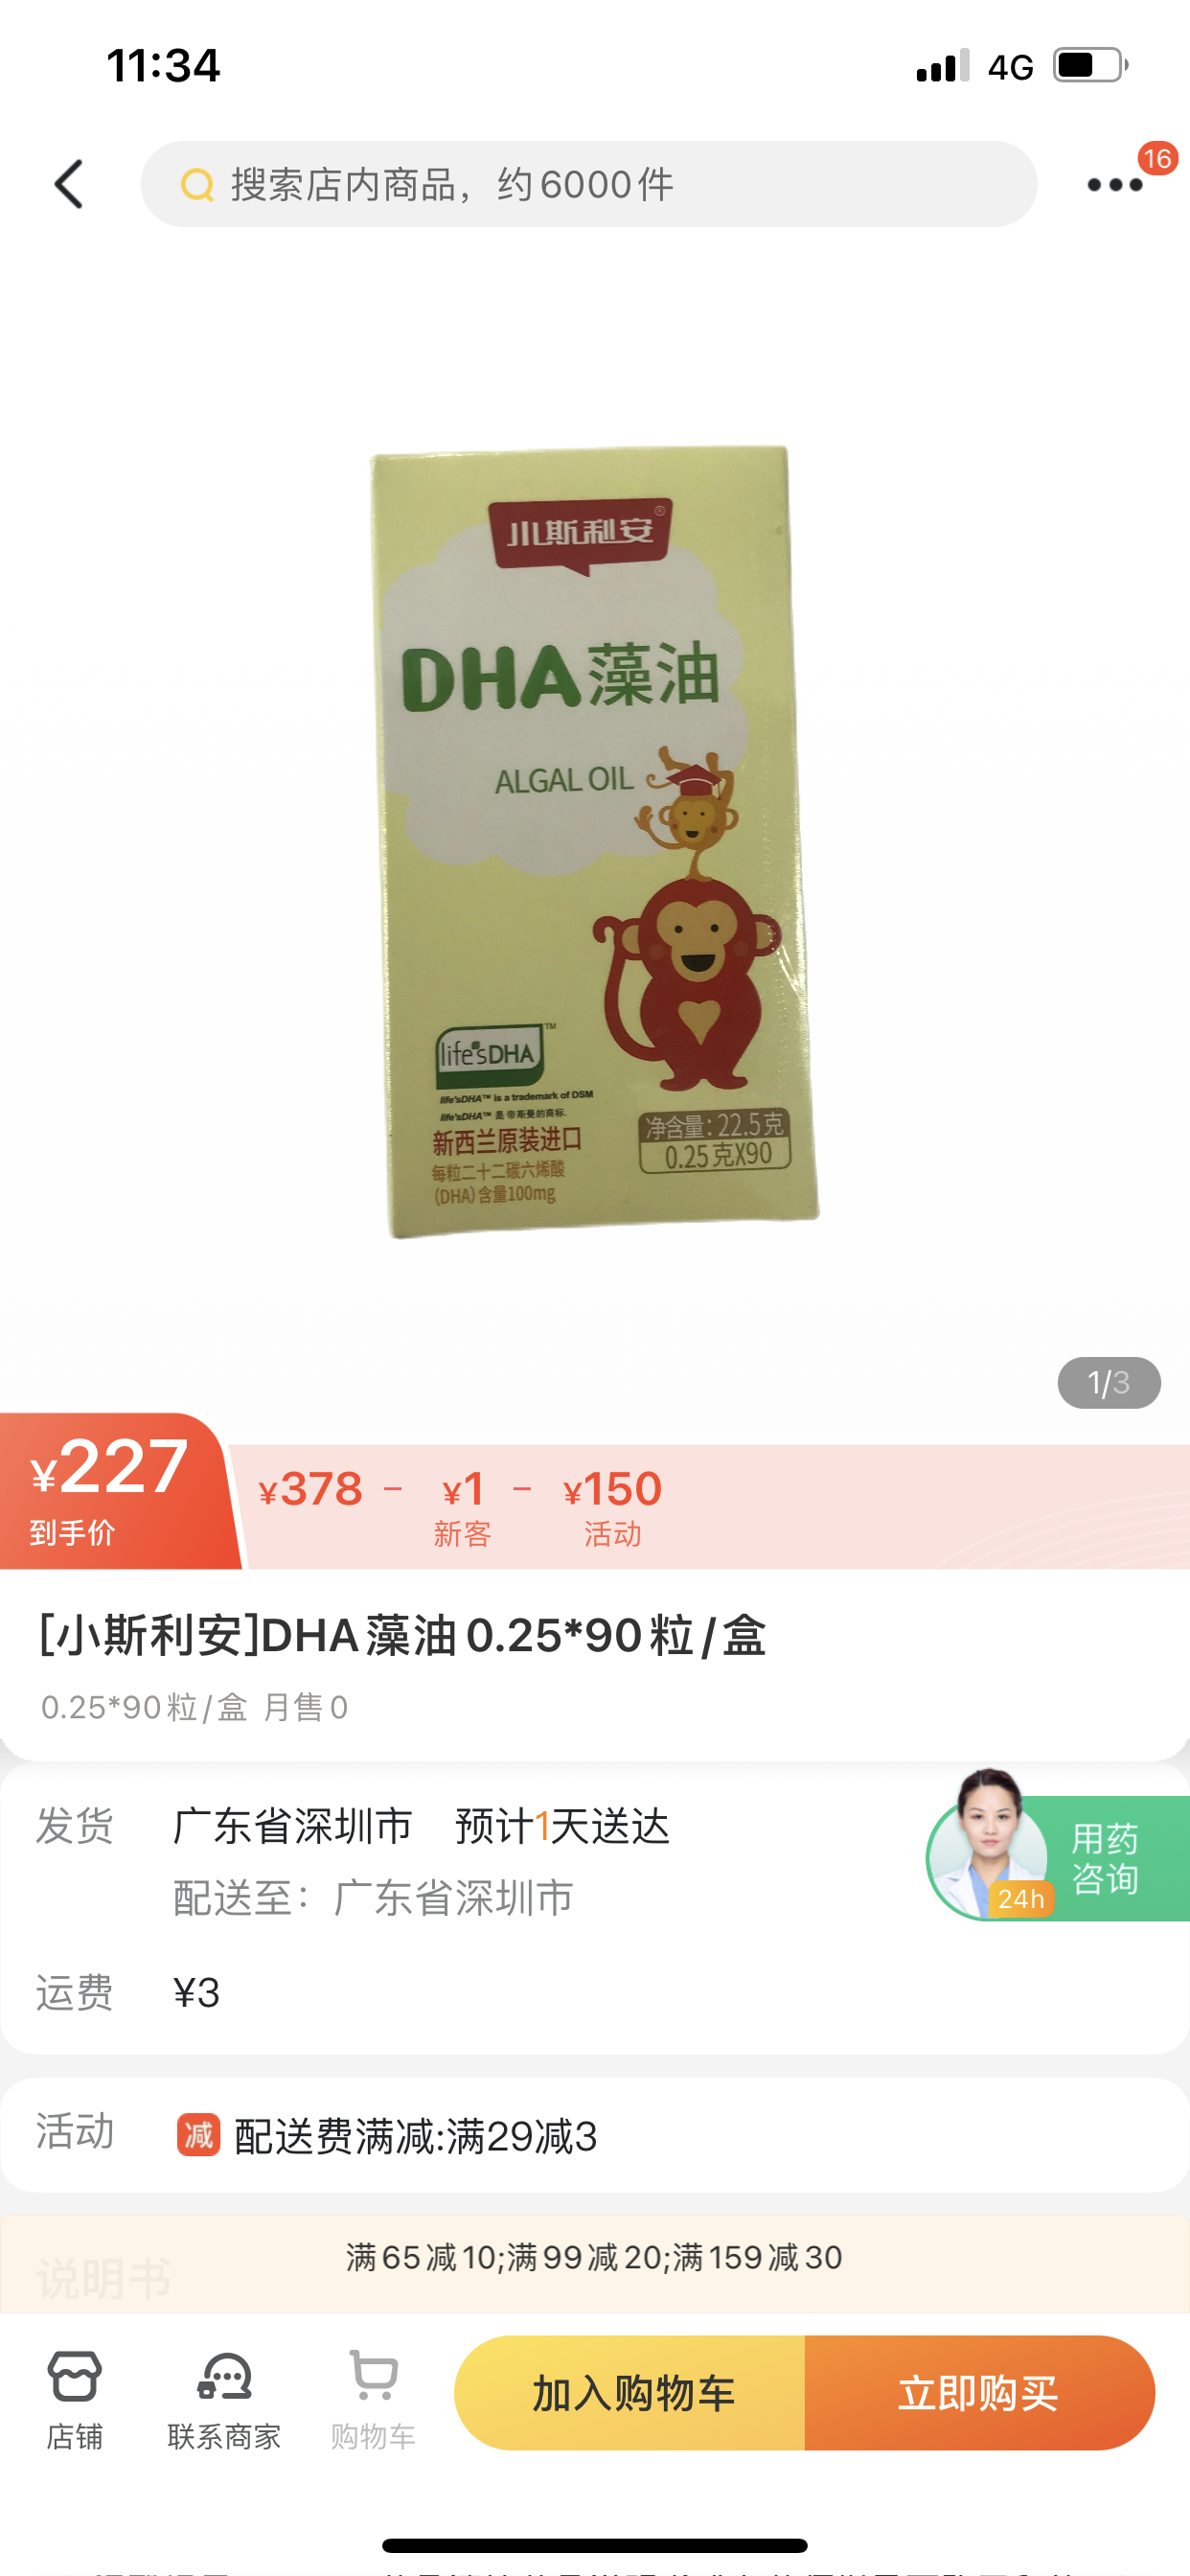 11:34
4G
搜索店内商品，约6000件
16
小斯利安®
DHA藻油
ALGAL OIL
life'sDHA™
life'sDHA™ is a trademark of DSM
life'sDHA™ 是帝斯曼的商标.
新西兰原装进口
每粒二十二碳六烯酸
(DHA)含量100mg
净含量：22.5克
0.25克X90
1/3
¥227
到手价
¥378 - ¥1 - ¥150
新客 活动
[小斯利安]DHA藻油0.25*90粒/盒
0.25*90粒/盒 月售0
发货 广东省深圳市 预计1天送达
配送至：广东省深圳市
用药
咨询
24h
运费 ¥3
活动 减 配送费满减:满29减3
说明书
满65减10;满99减20;满159减30
店铺
联系商家
购物车
加入购物车
立即购买